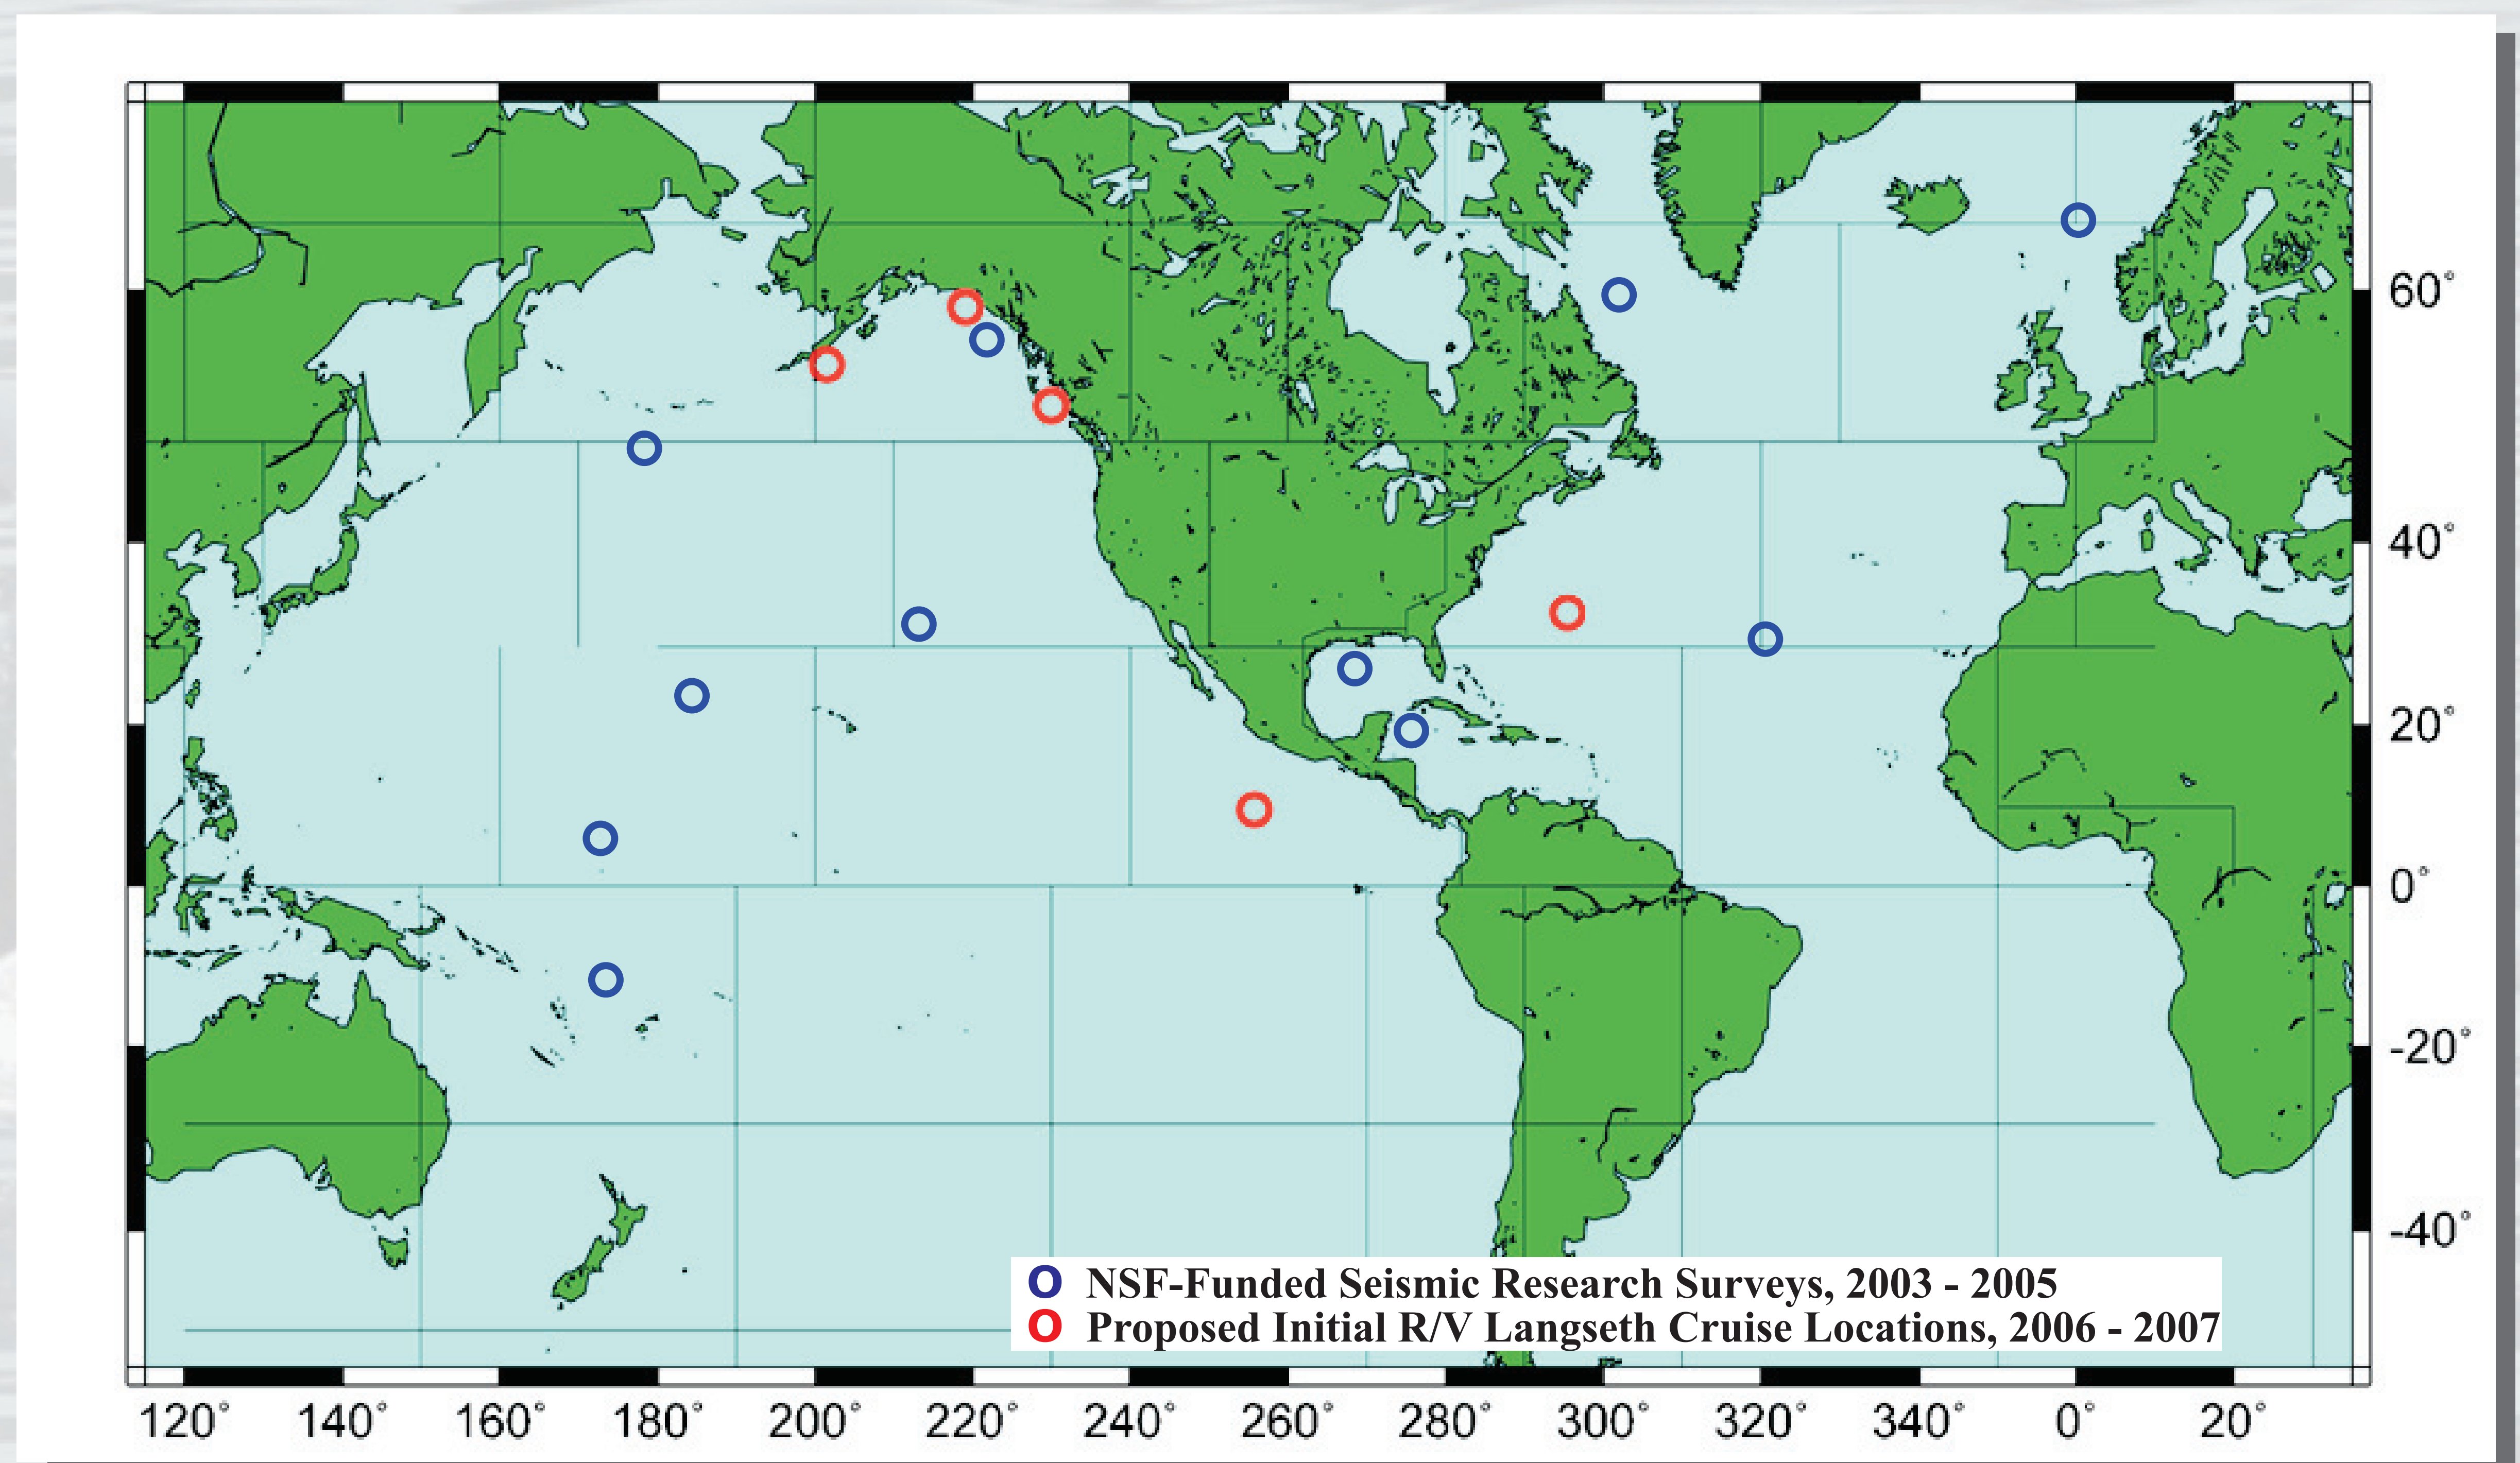 60°
40°
20°
0°
-20°
-40°
O NSF-Funded Seismic Research Surveys, 2003 - 2005
O Proposed Initial R/V Langseth Cruise Locations, 2006 - 2007
120° 140° 160° 180° 200° 220° 240° 260° 280° 300° 320° 340° 0° 20°